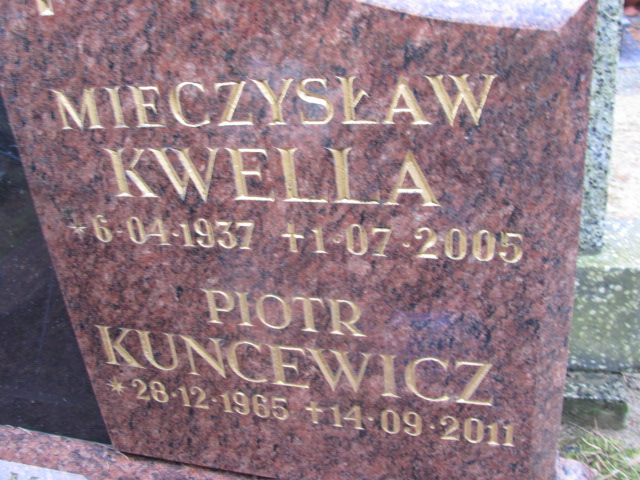 MIECZYSŁAW
KWELLA
*6·04·1937 †1·07·2005
PIOTR
KUNCEWICZ
*28·12·1965 †14·09·2011